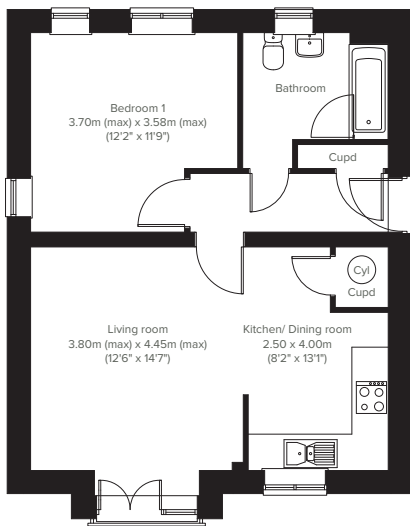 Bedroom 1
3.70m (max) x 3.58m (max)
(12'2" x 11'9")
Bathroom
Cupd
Cyl
Cupd
Living room
3.80m (max) x 4.45m (max)
(12'6" x 14'7")
Kitchen/ Dining room
2.50 x 4.00m
(8'2" x 13'1")